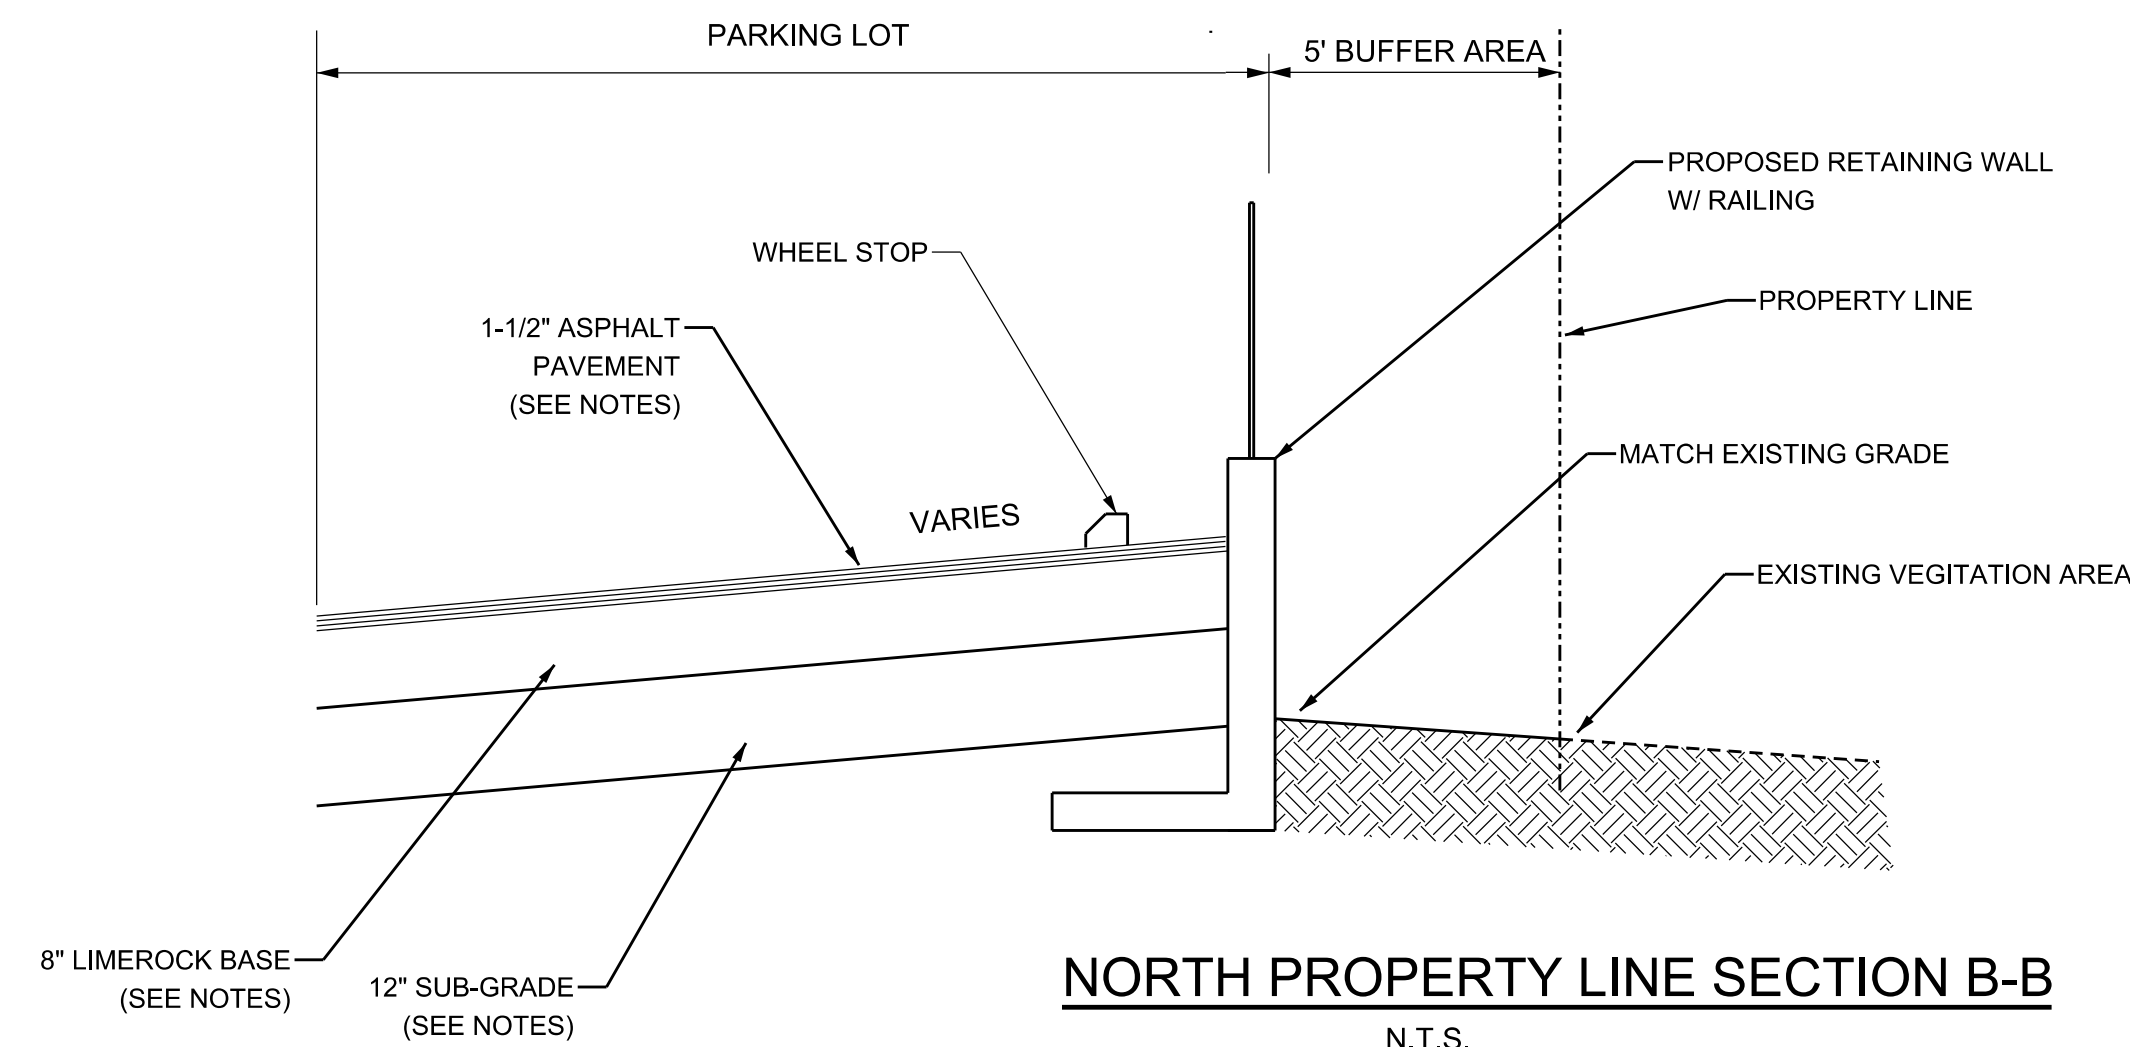 PARKING LOT
5' BUFFER AREA
PROPOSED RETAINING WALL
W/ RAILING
WHEEL STOP
PROPERTY LINE
1-1/2" ASPHALT
PAVEMENT
(SEE NOTES)
MATCH EXISTING GRADE
VARIES
EXISTING VEGITATION AREA
8" LIMEROCK BASE
(SEE NOTES)
12" SUB-GRADE
(SEE NOTES)
NORTH PROPERTY LINE SECTION B-B
N.T.S.